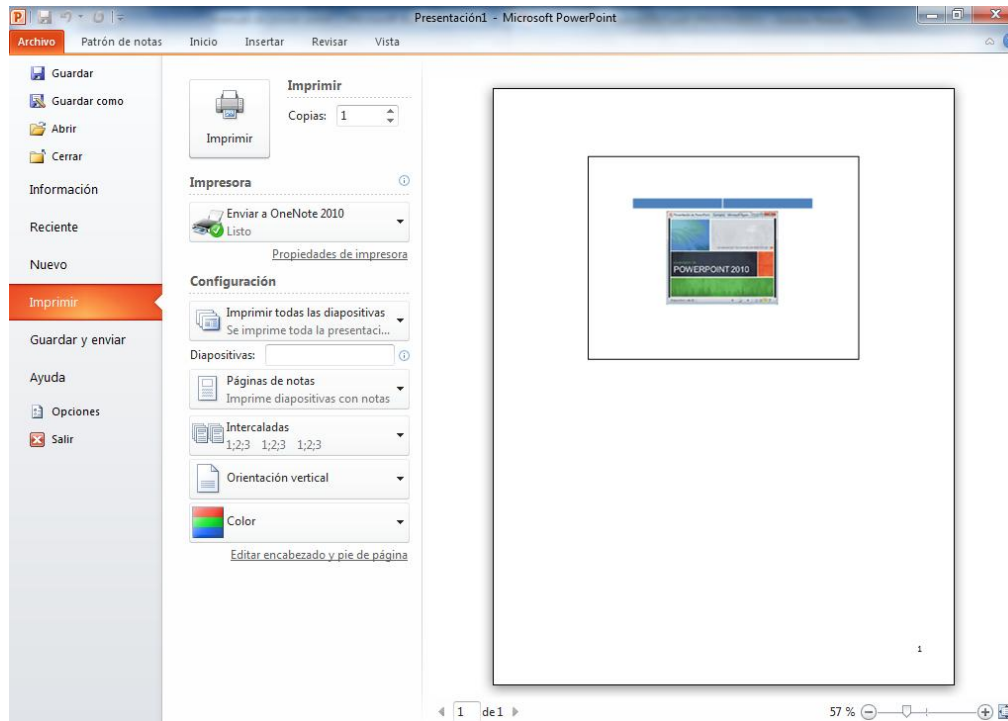 Presentación1 - Microsoft PowerPoint
Archivo Patrón de notas Inicio Insertar Revisar Vista
Guardar
Guardar como
Abrir
Cerrar
Información
Reciente
Nuevo
Imprimir
Guardar y enviar
Ayuda
Opciones
Salir
Imprimir
Imprimir
Copias: 1
Impresora
Enviar a OneNote 2010
Listo
Propiedades de impresora
Configuración
Imprimir todas las diapositivas
Se imprime toda la presentaci...
Diapositivas:
Páginas de notas
Imprime diapositivas con notas
Intercaladas
1;2;3 1;2;3 1;2;3
Orientación vertical
Color
Editar encabezado y pie de página
POWERPOINT 2010
1
1 de 1
57 %